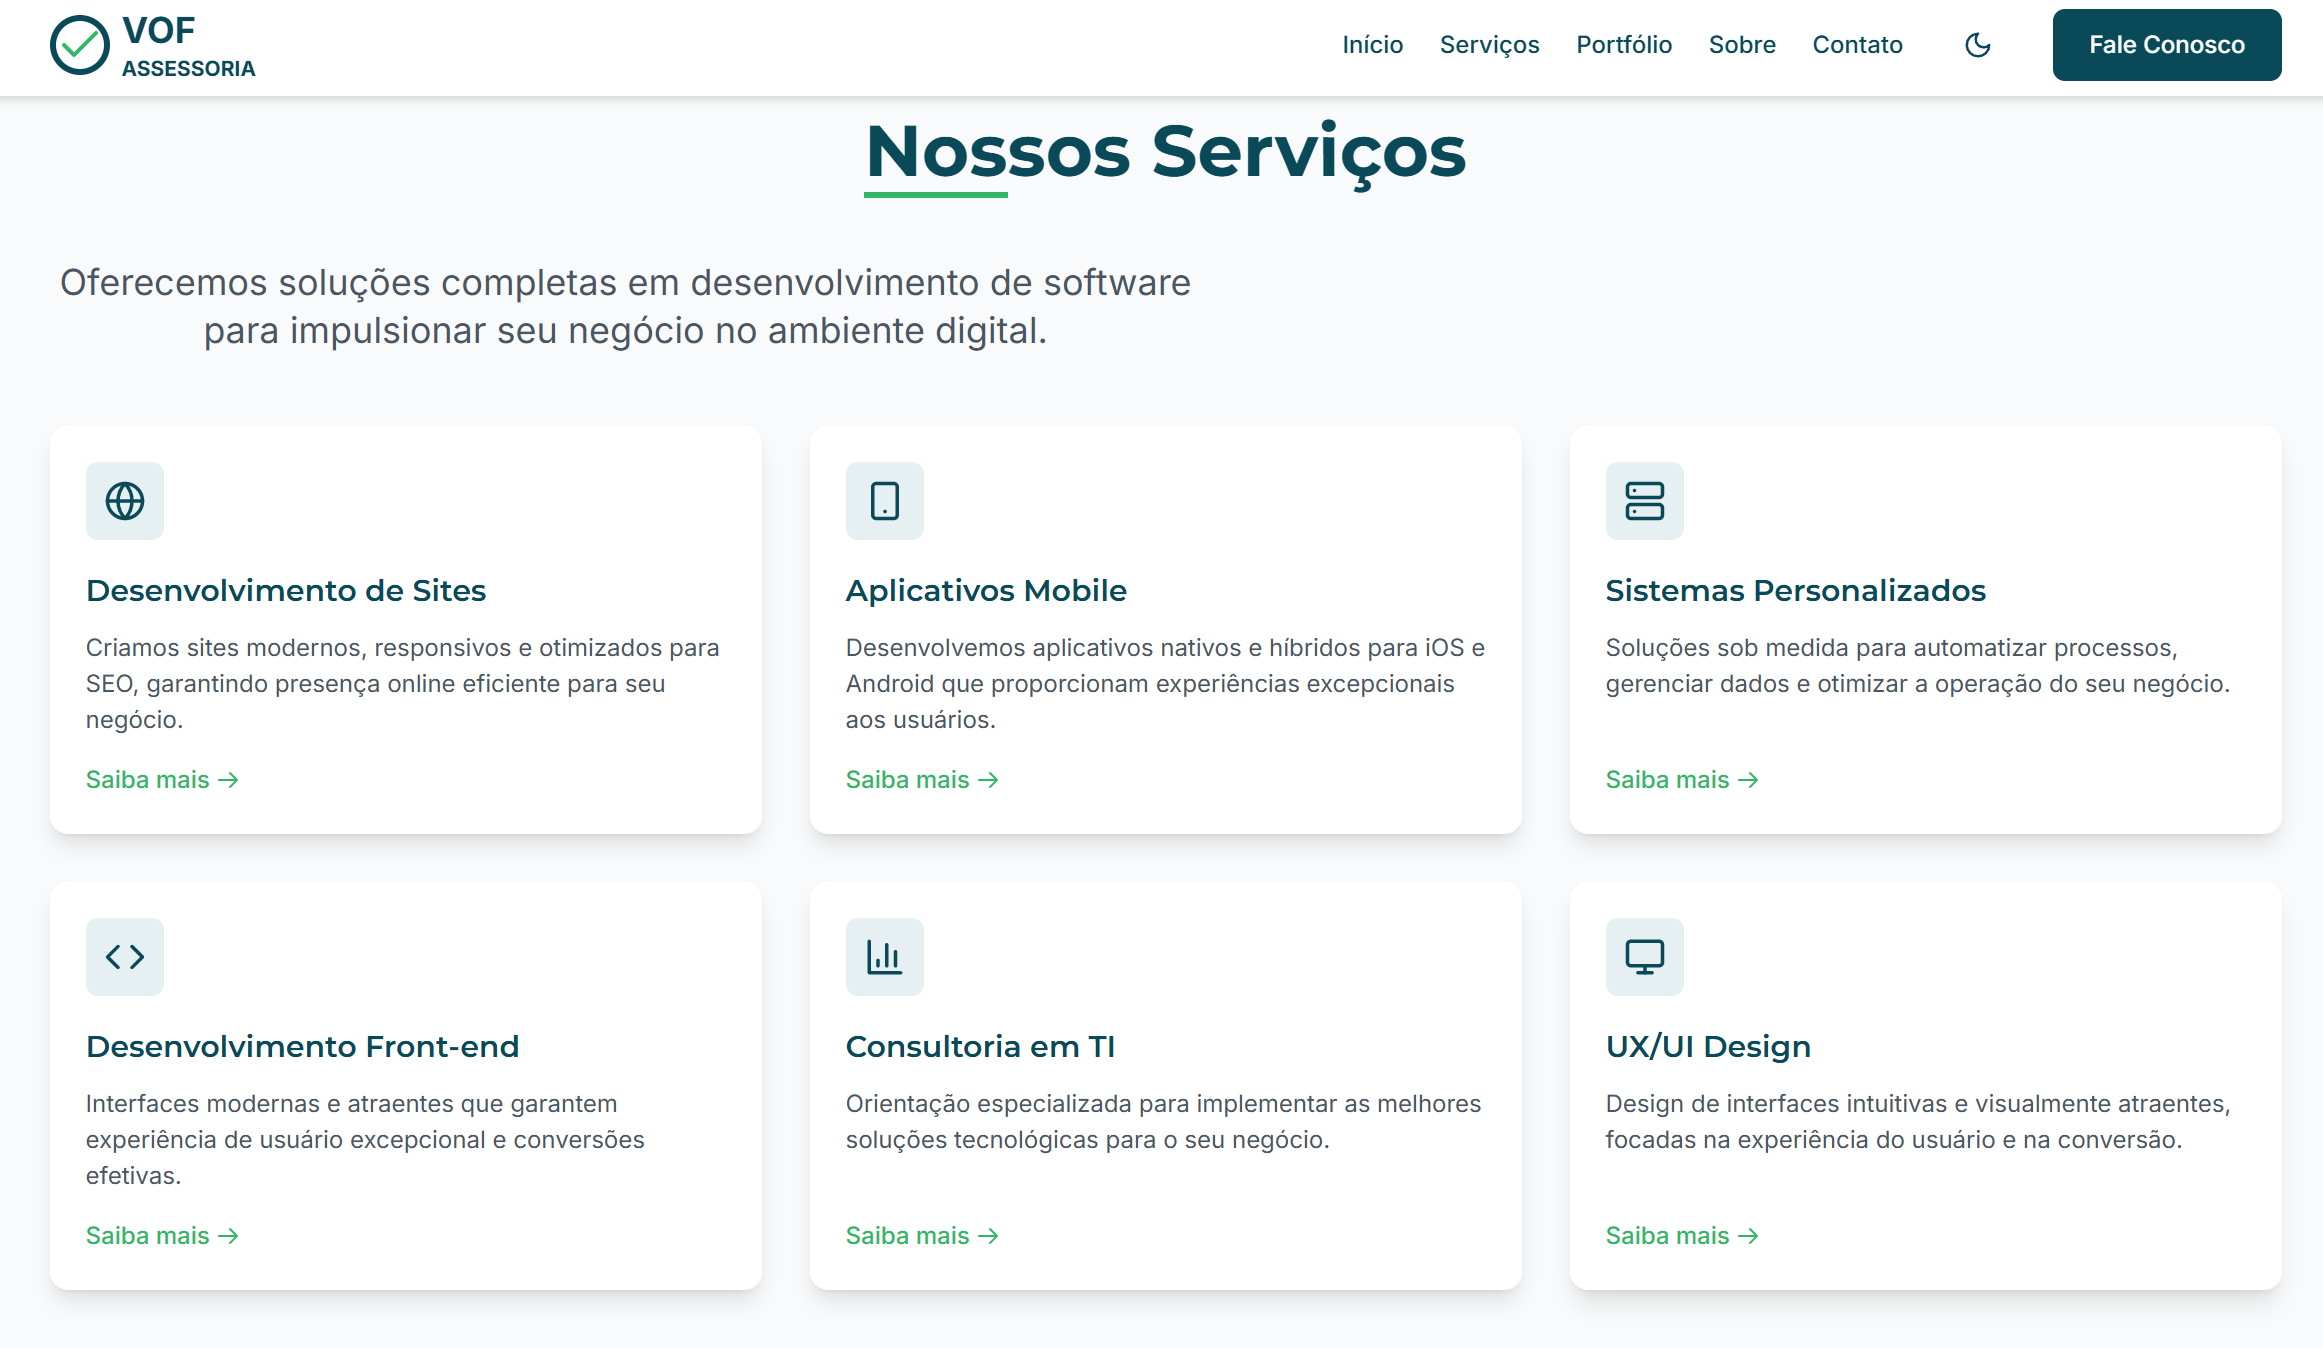 VOF
ASSESSORIA
Início
Serviços
Portfólio
Sobre
Contato
Fale Conosco
Nossos Serviços
Oferecemos soluções completas em desenvolvimento de software
para impulsionar seu negócio no ambiente digital.
Desenvolvimento de Sites
Criamos sites modernos, responsivos e otimizados para
SEO, garantindo presença online eficiente para seu
negócio.
Saiba mais →
Aplicativos Mobile
Desenvolvemos aplicativos nativos e híbridos para iOS e
Android que proporcionam experiências excepcionais
aos usuários.
Saiba mais →
Sistemas Personalizados
Soluções sob medida para automatizar processos,
gerenciar dados e otimizar a operação do seu negócio.
Saiba mais →
Desenvolvimento Front-end
Interfaces modernas e atraentes que garantem
experiência de usuário excepcional e conversões
efetivas.
Saiba mais →
Consultoria em TI
Orientação especializada para implementar as melhores
soluções tecnológicas para o seu negócio.
Saiba mais →
UX/UI Design
Design de interfaces intuitivas e visualmente atraentes,
focadas na experiência do usuário e na conversão.
Saiba mais →